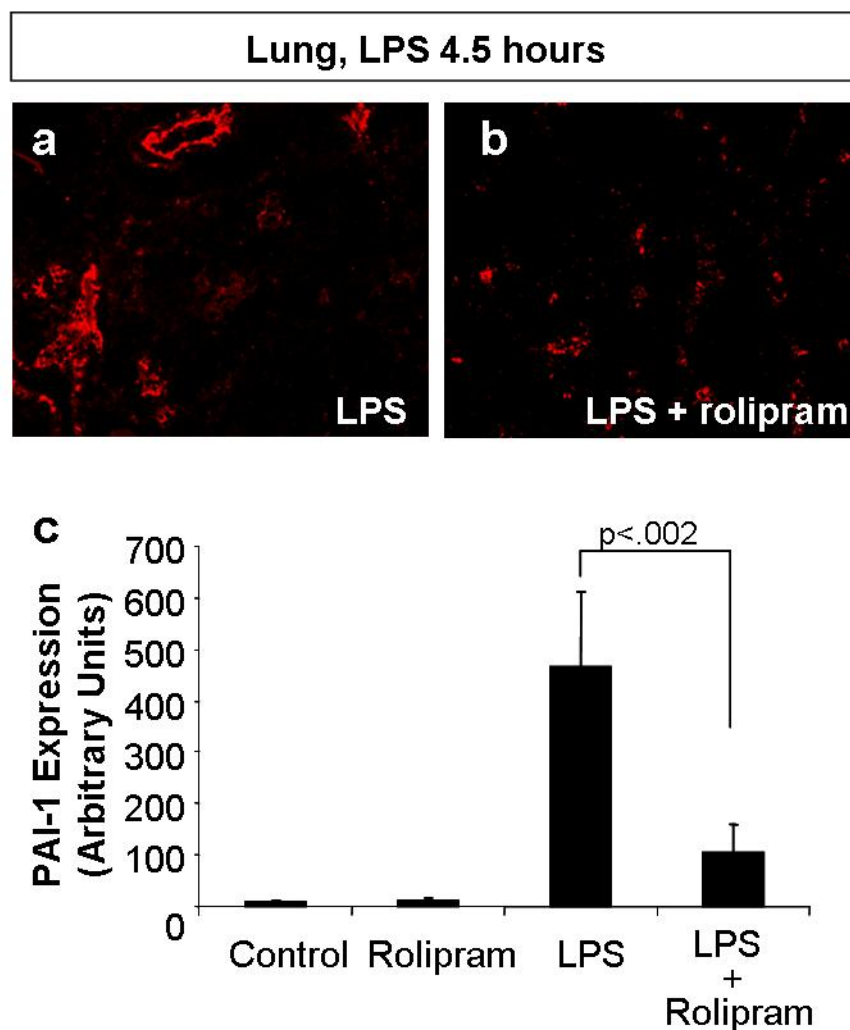 Lung, LPS 4.5 hours
a
LPS
b
LPS + rolipram
c
PAI-1 Expression
(Arbitrary Units)
700
600
500
400
300
200
100
0
p<.002
Control
Rolipram
LPS
LPS
+
Rolipram